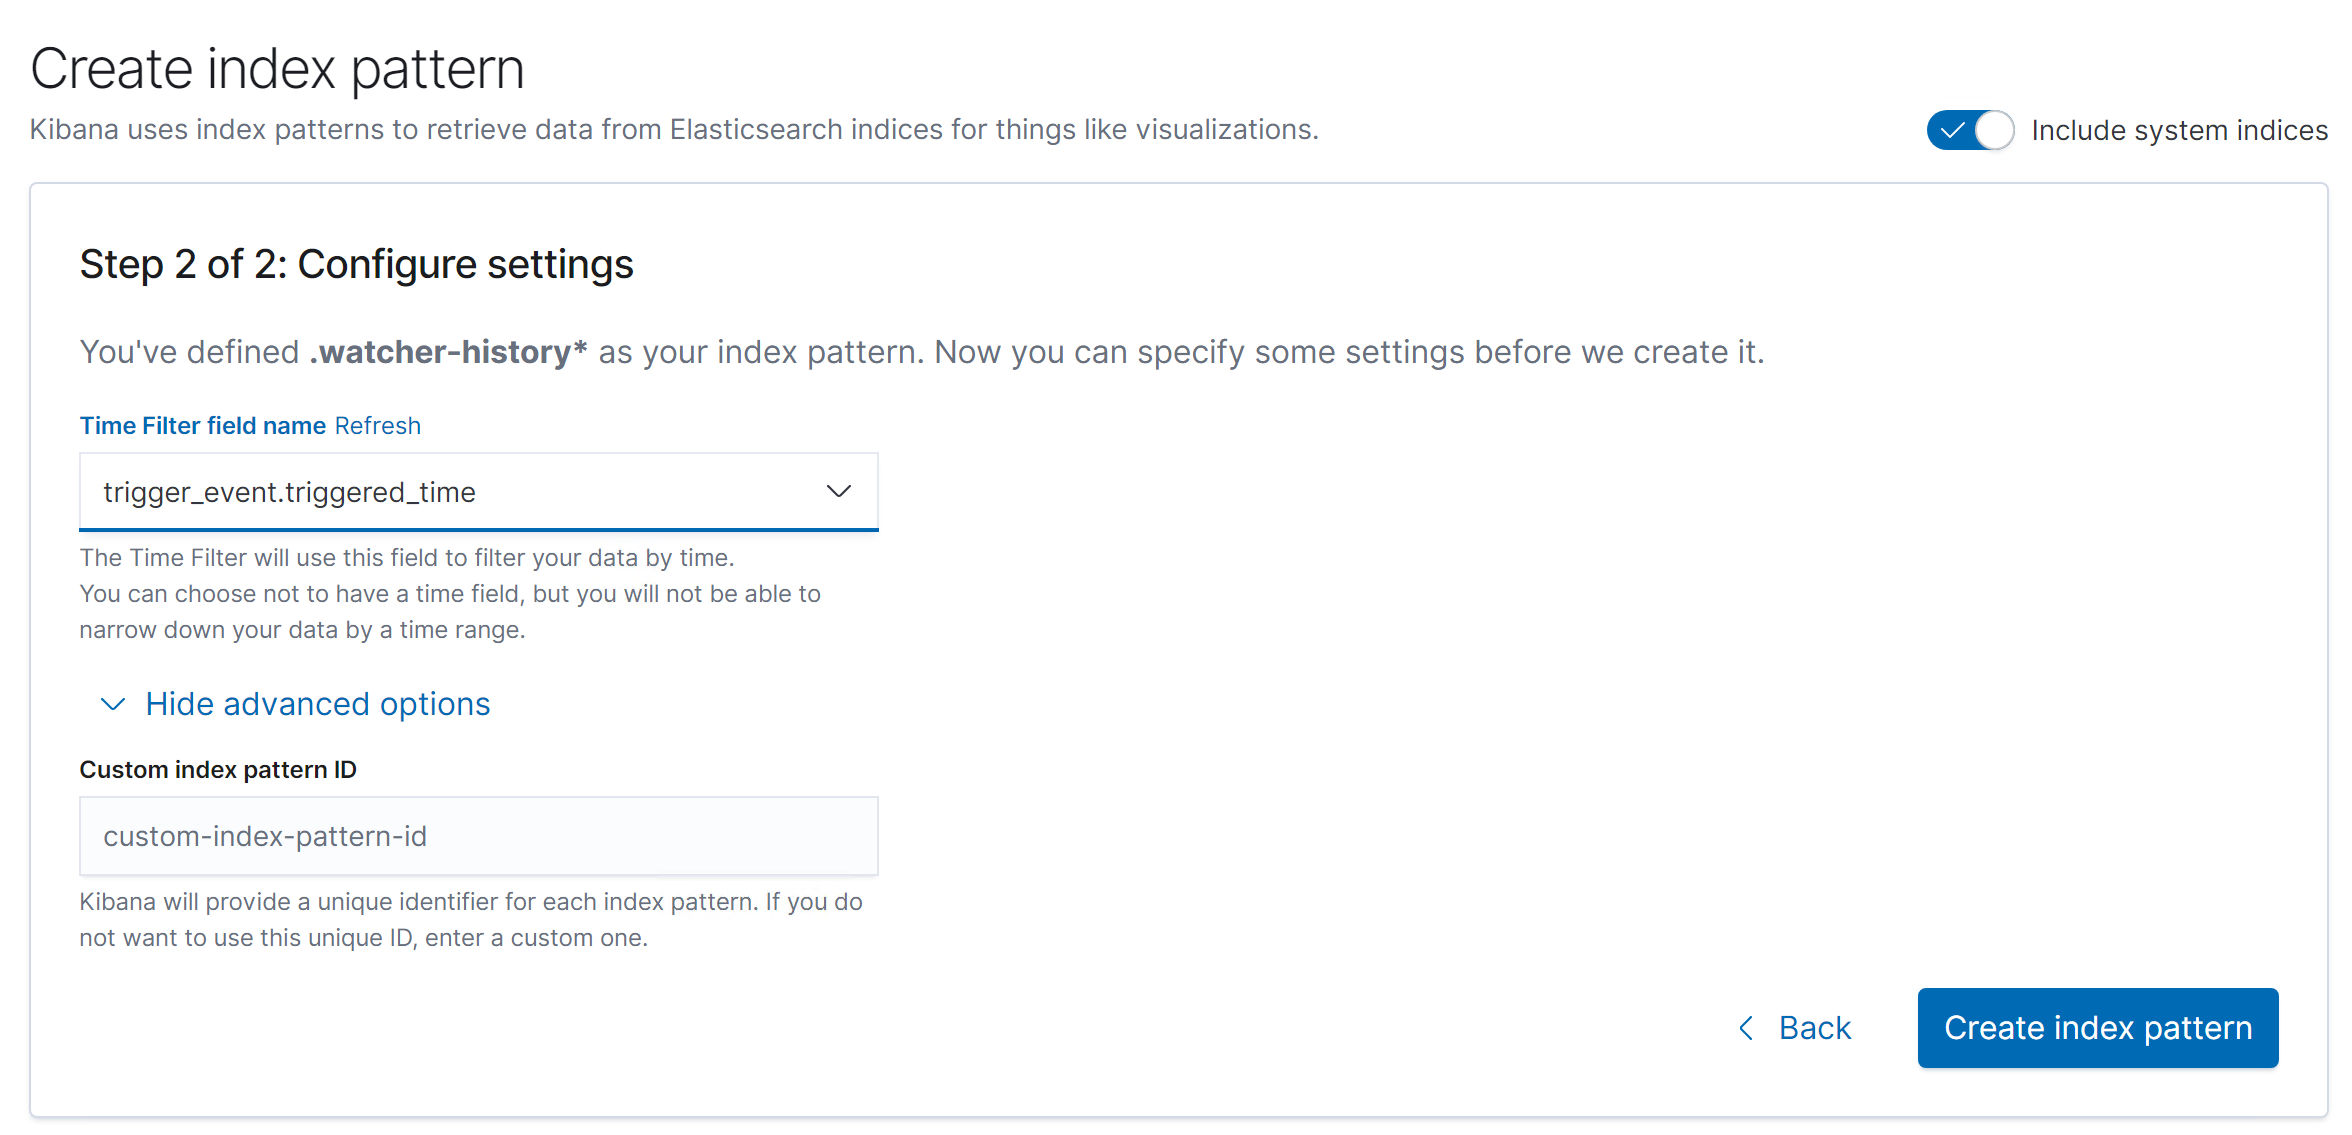 Create index pattern
Kibana uses index patterns to retrieve data from Elasticsearch indices for things like visualizations.
Include system indices
Step 2 of 2: Configure settings
You've defined .watcher-history* as your index pattern. Now you can specify some settings before we create it.
Time Filter field name Refresh
trigger_event.triggered_time
The Time Filter will use this field to filter your data by time.
You can choose not to have a time field, but you will not be able to
narrow down your data by a time range.
Hide advanced options
Custom index pattern ID
custom-index-pattern-id
Kibana will provide a unique identifier for each index pattern. If you do
not want to use this unique ID, enter a custom one.
Back
Create index pattern